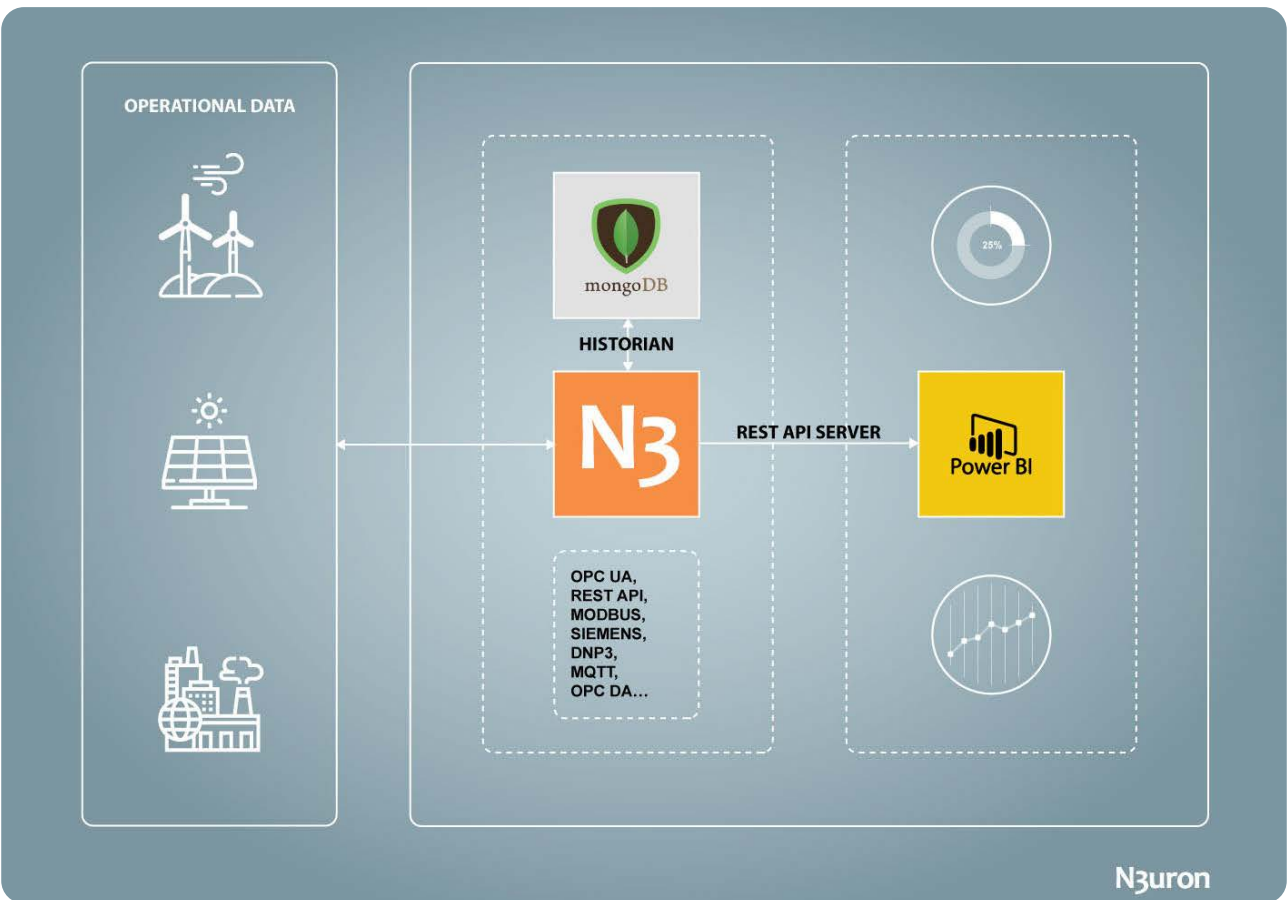 OPERATIONAL DATA
mongoDB
25%
HISTORIAN
N3
REST API SERVER
Power BI
OPC UA,
REST API,
MODBUS,
SIEMENS,
DNP3,
MQTT,
OPC DA...
N3uron